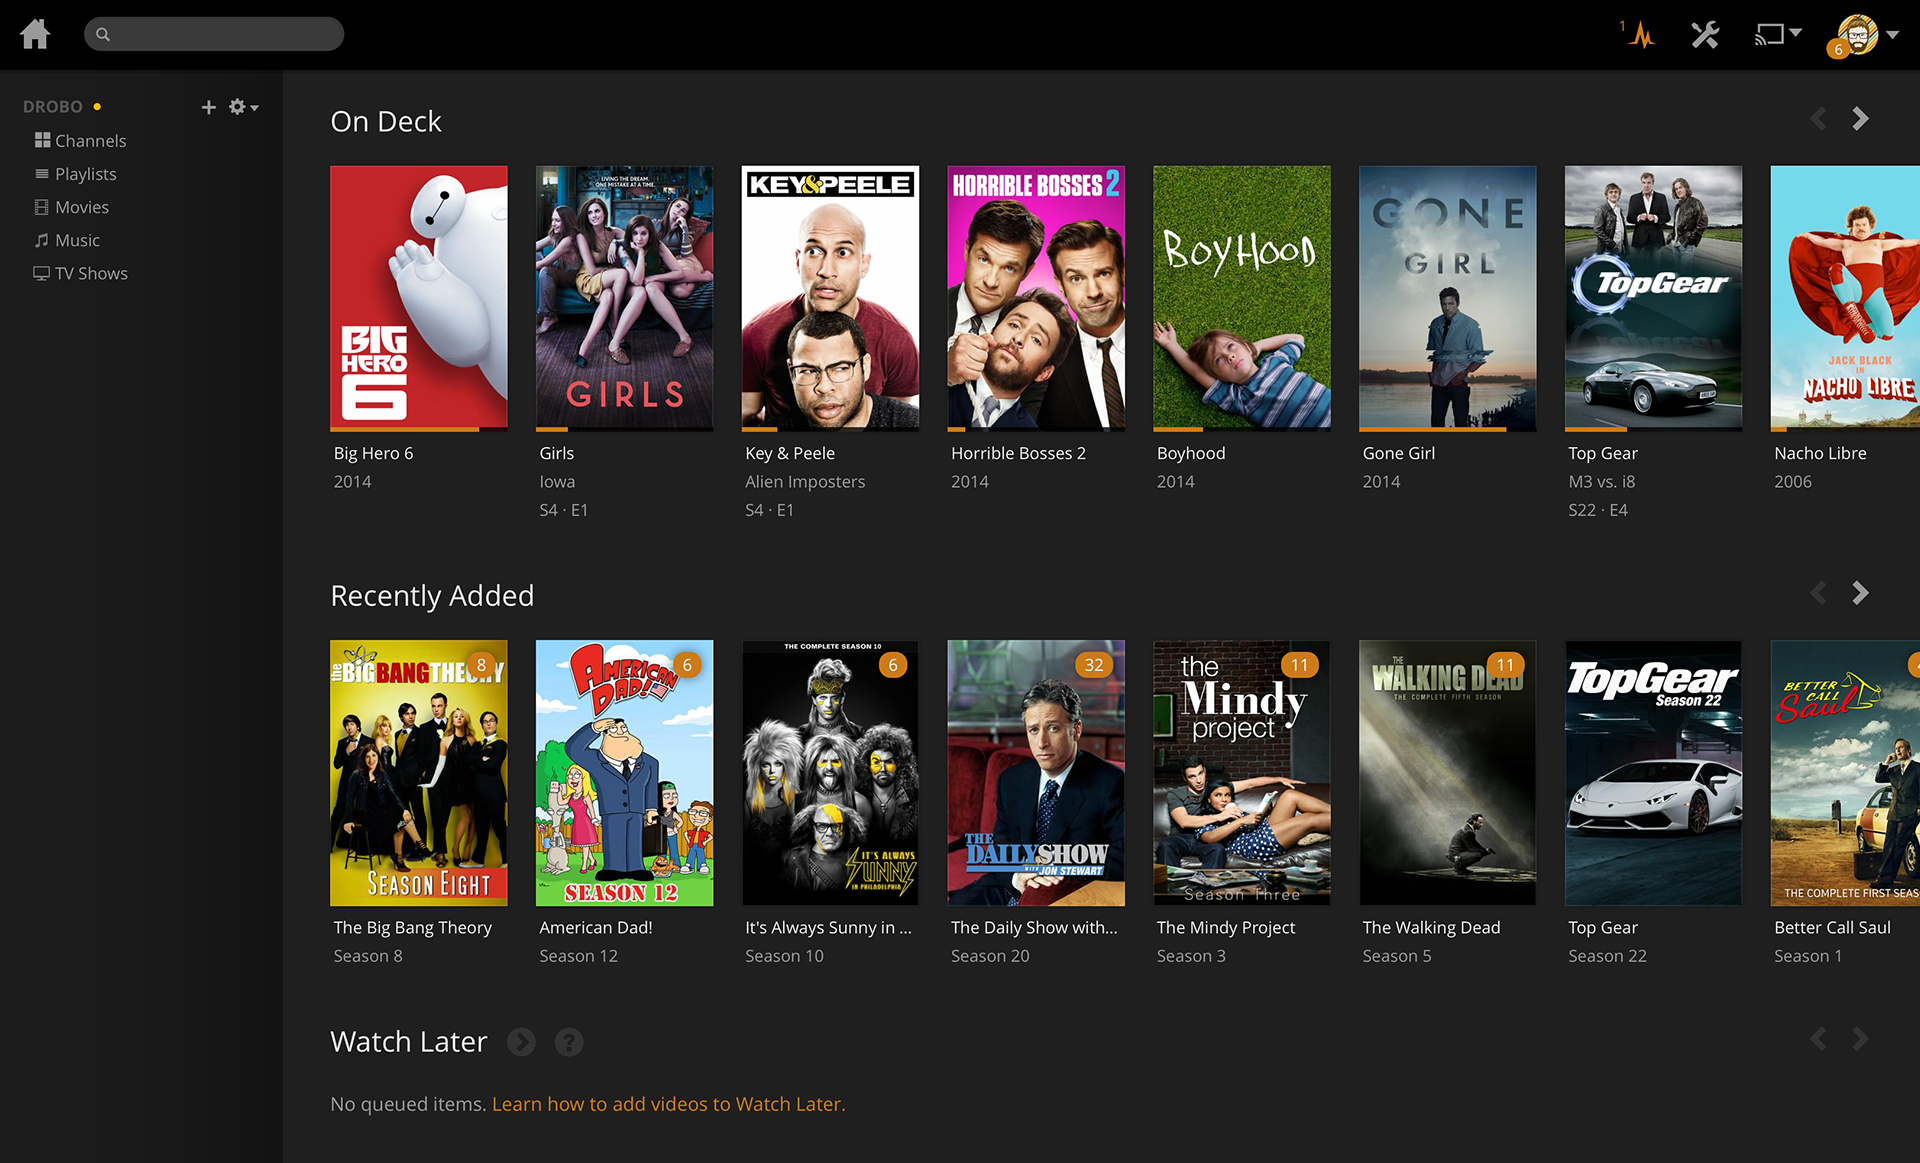 1
6
DROBO
Channels
Playlists
Movies
Music
TV Shows
On Deck
BIG
HERO
6
Big Hero 6
2014
LIVING THE DREAM.
ONE MISTAKE AT A TIME.
GIRLS
Girls
Iowa
S4 · E1
KEY&PEELE
Key & Peele
Alien Imposters
S4 · E1
HORRIBLE BOSSES 2
Horrible Bosses 2
2014
BOYHOOD
Boyhood
2014
GONE
GIRL
Gone Girl
2014
TopGear
Top Gear
M3 vs. i8
S22 · E4
JACK BLACK
IN
NACHO LIBRE
Nacho Libre
2006
Recently Added
the BIG BANG THEORY
8
SEASON EIGHT
The Big Bang Theory
Season 8
AMERICAN
DAD!
6
SEASON 12
American Dad!
Season 12
THE COMPLETE SEASON 10
6
IT'S ALWAYS
SUNNY
IN PHILADELPHIA
It's Always Sunny in ...
Season 10
32
THE
DAILY SHOW
WITH JON STEWART
The Daily Show with...
Season 20
the
Mindy
project
11
Season Three
The Mindy Project
Season 3
THE
WALKING DEAD
11
THE COMPLETE FIFTH SEASON
The Walking Dead
Season 5
TopGear
Season 22
Top Gear
Season 22
BETTER
CALL
Saul
THE COMPLETE FIRST SEAS
Better Call Saul
Season 1
Watch Later
?
No queued items. Learn how to add videos to Watch Later.